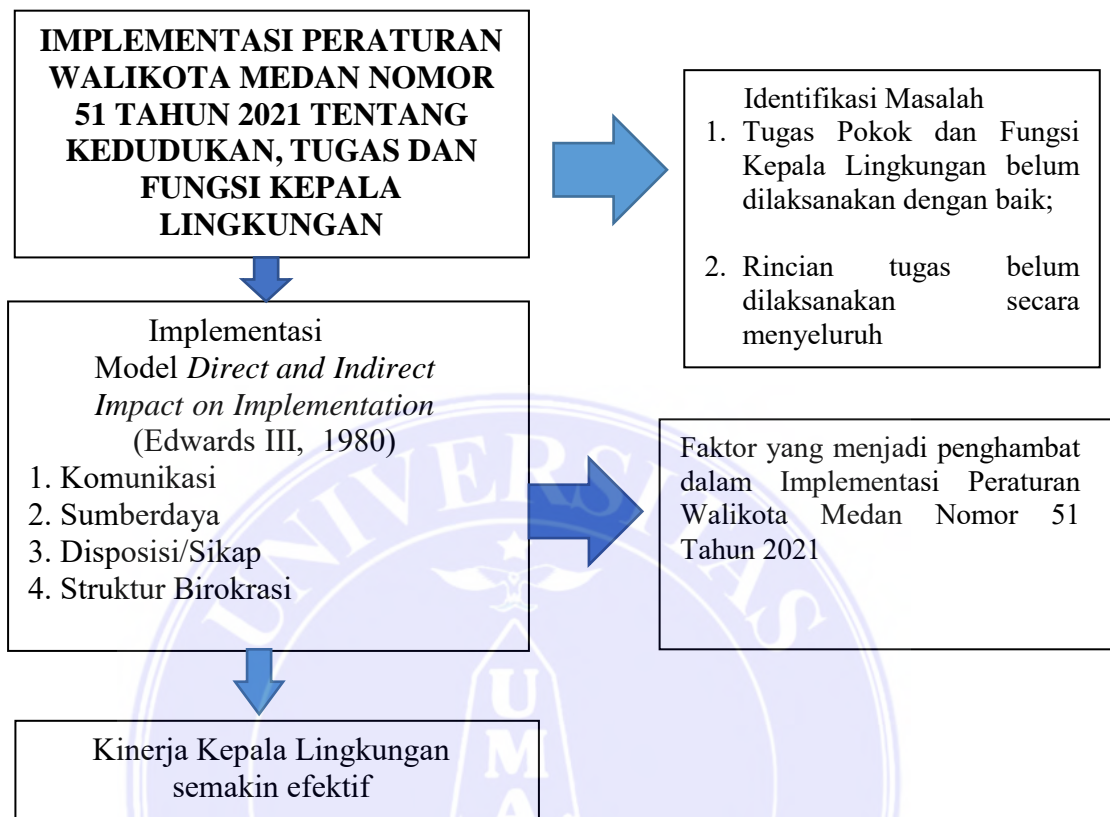 IMPLEMENTASI PERATURAN
WALIKOTA MEDAN NOMOR
51 TAHUN 2021 TENTANG
KEDUDUKAN, TUGAS DAN
FUNGSI KEPALA
LINGKUNGAN
Identifikasi Masalah
1. Tugas Pokok dan Fungsi
Kepala Lingkungan belum
dilaksanakan dengan baik;
2. Rincian tugas belum
dilaksanakan secara
menyeluruh
Implementasi
Model Direct and Indirect
Impact on Implementation
(Edwards III, 1980)
1. Komunikasi
2. Sumberdaya
3. Disposisi/Sikap
4. Struktur Birokrasi
Faktor yang menjadi penghambat
dalam Implementasi Peraturan
Walikota Medan Nomor 51
Tahun 2021
Kinerja Kepala Lingkungan
semakin efektif
UNIVERSITAS
UMA